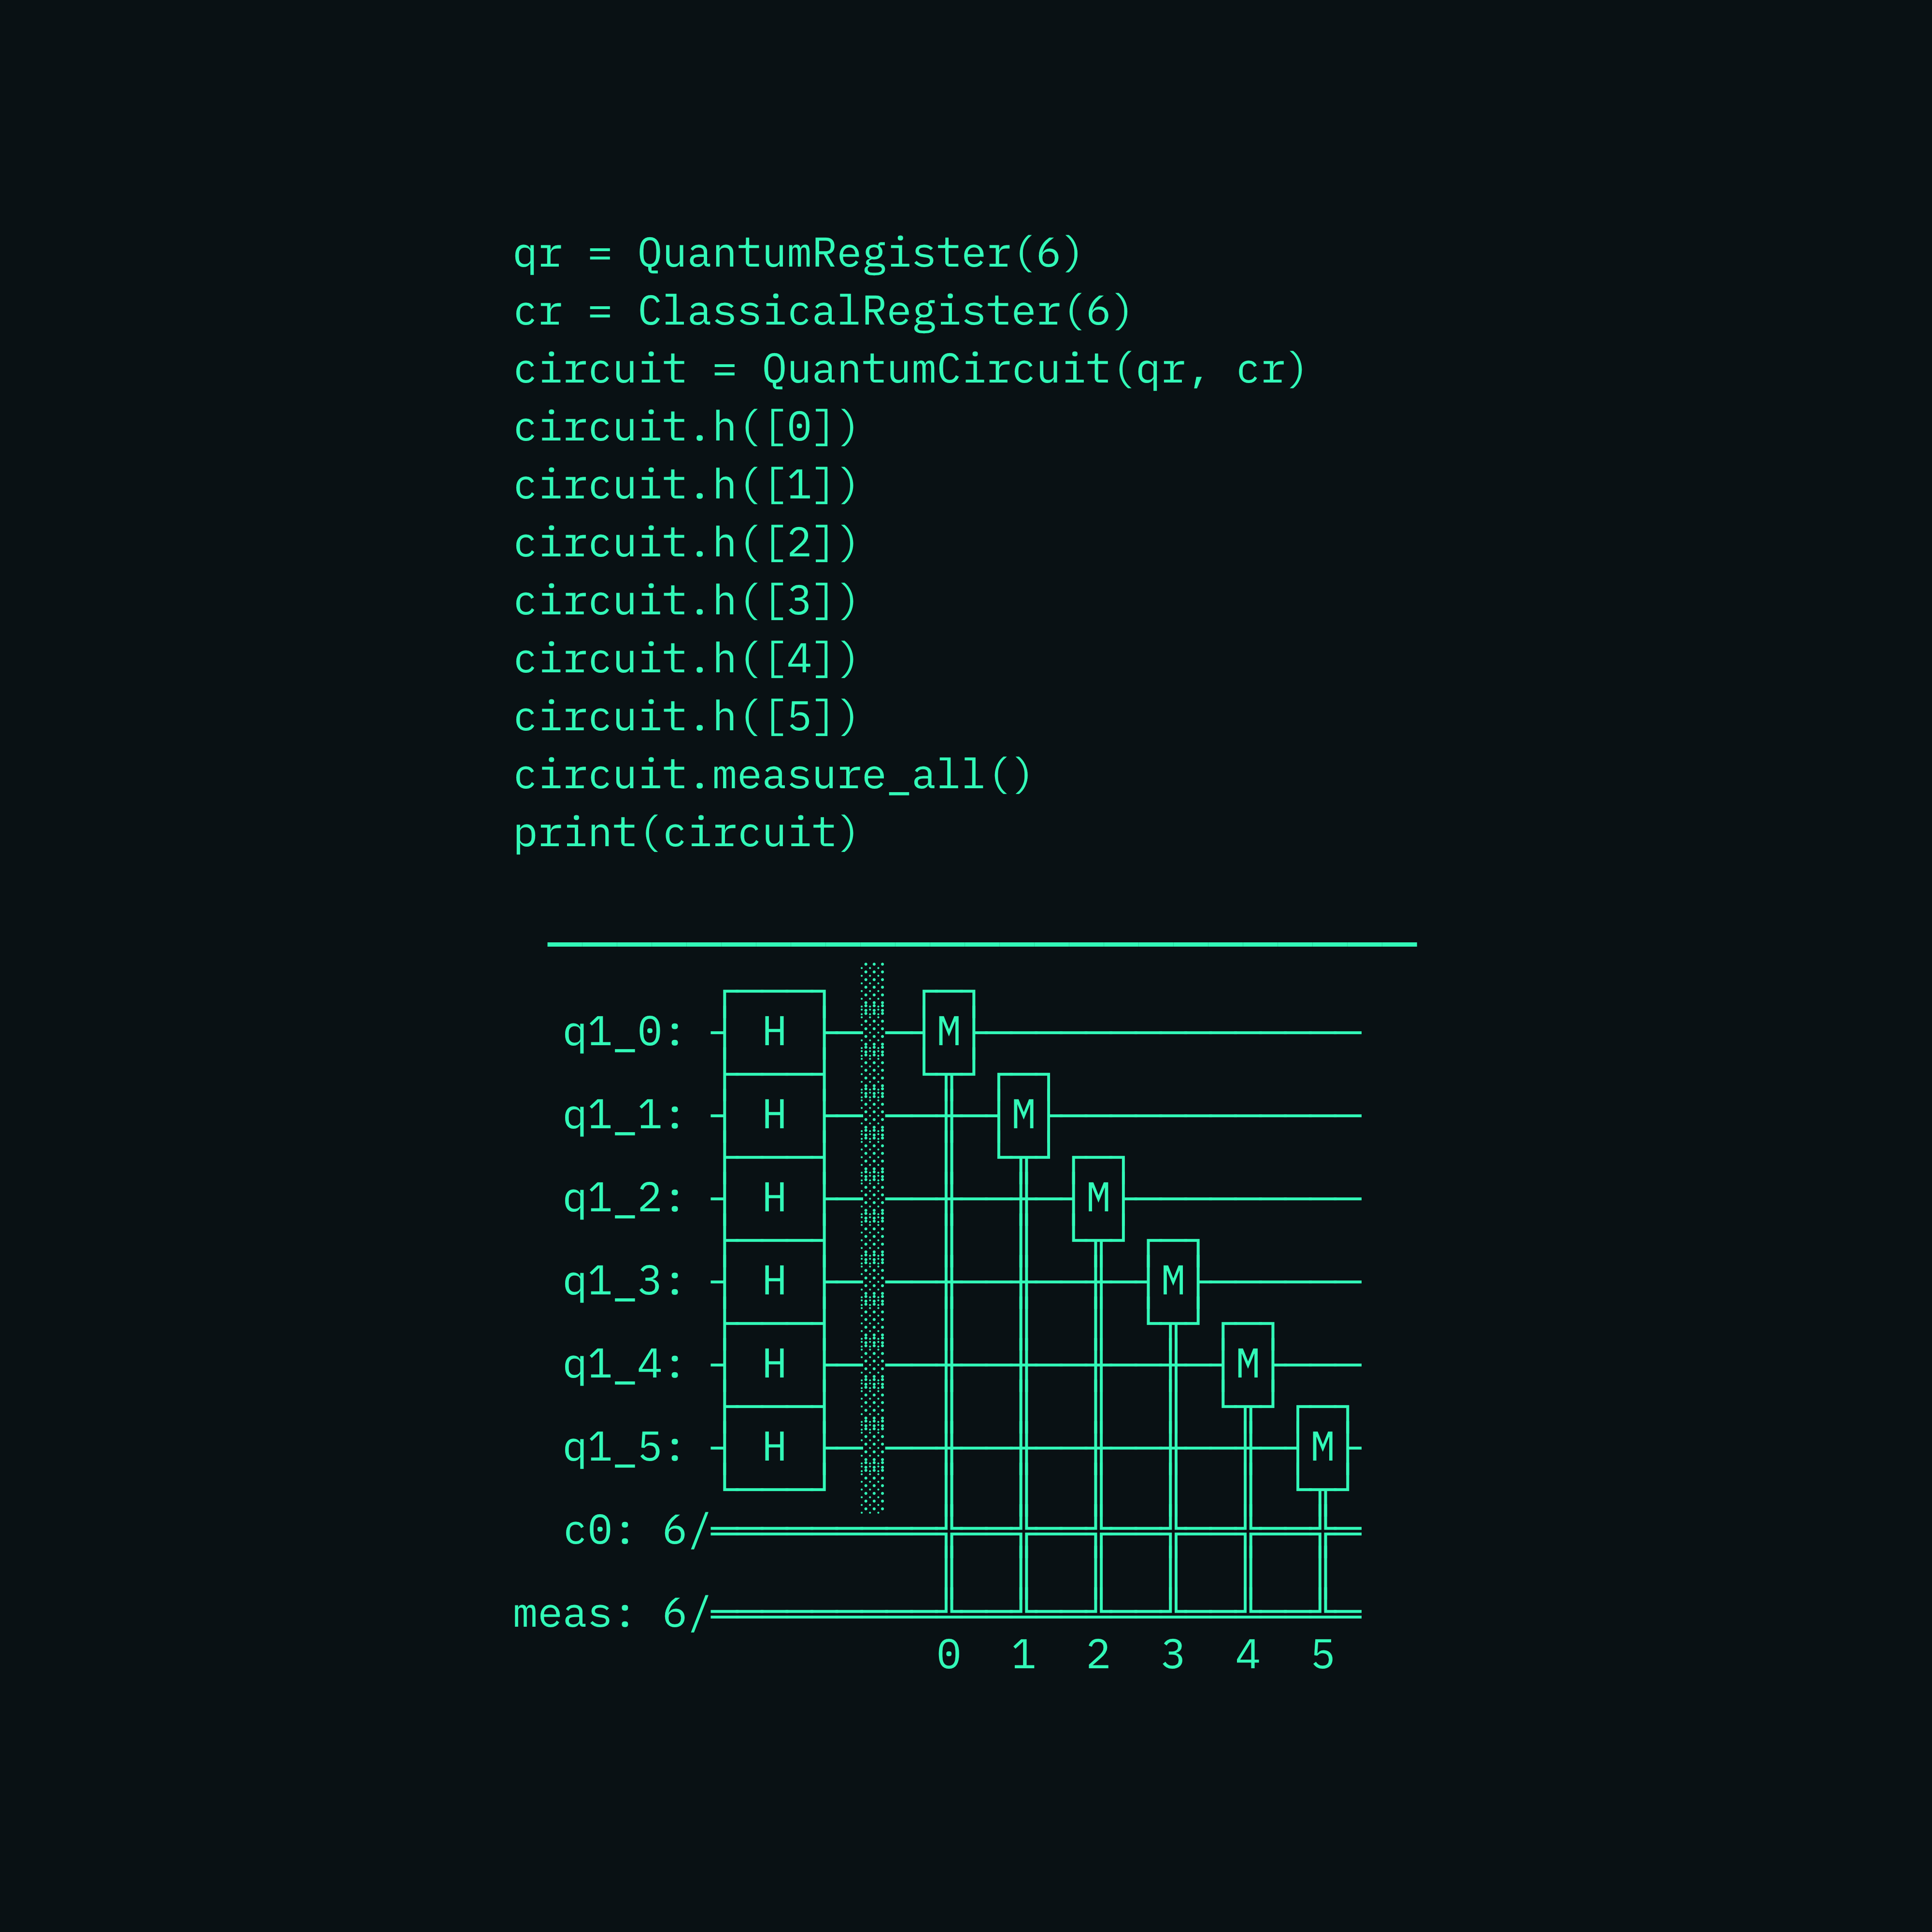 qr = QuantumRegister(6)
cr = ClassicalRegister(6)
circuit = QuantumCircuit(qr, cr)
circuit.h([0])
circuit.h([1])
circuit.h([2])
circuit.h([3])
circuit.h([4])
circuit.h([5])
circuit.measure_all()
print(circuit)
q1_0: H M
q1_1: H M
q1_2: H M
q1_3: H M
q1_4: H M
q1_5: H M
c0: 6/
meas: 6/
0 1 2 3 4 5